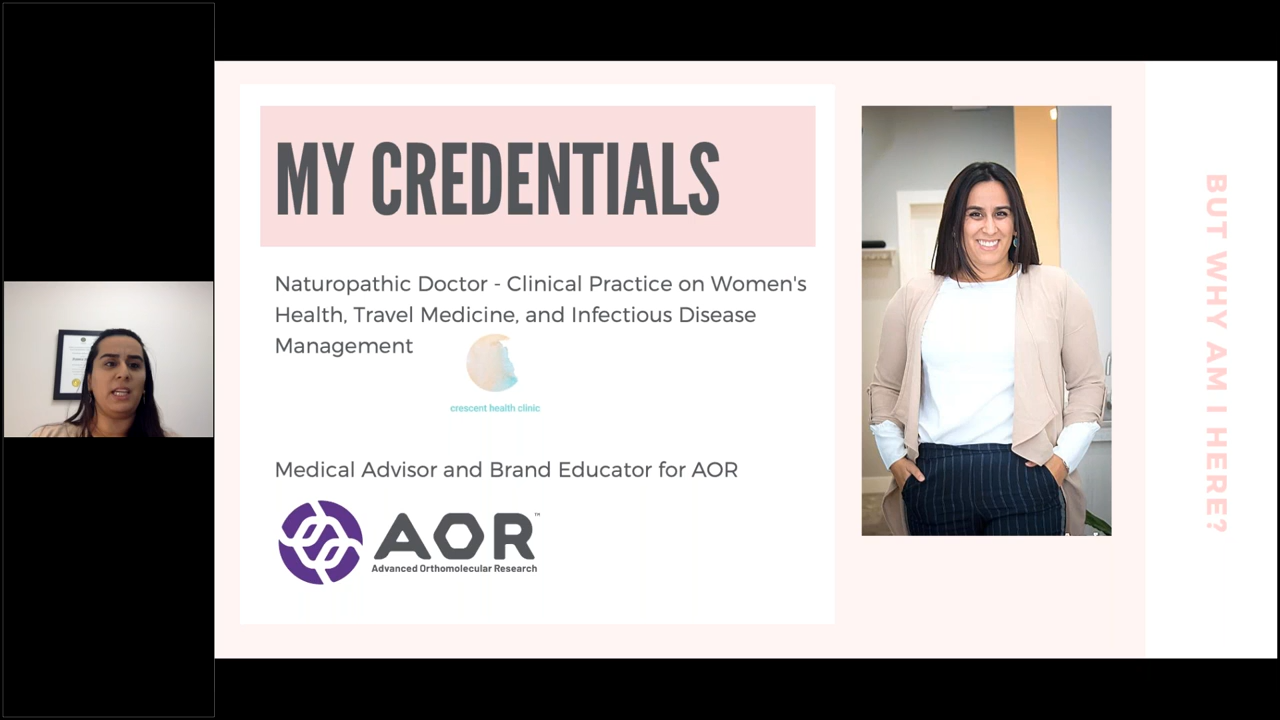 MY CREDENTIALS
Naturopathic Doctor - Clinical Practice on Women's
Health, Travel Medicine, and Infectious Disease
Management
crescent health clinic
Medical Advisor and Brand Educator for AOR
AOR™
Advanced Orthomolecular Research
BUT WHY AM I HERE?